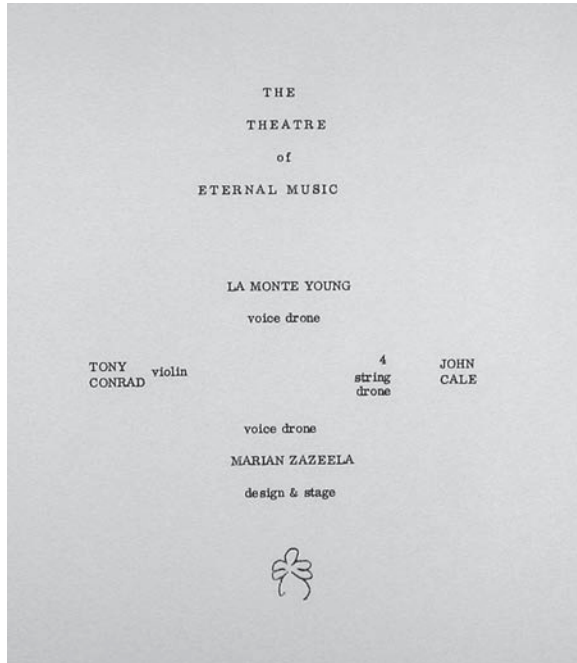 THE
THEATRE
of
ETERNAL MUSIC
LA MONTE YOUNG
voice drone
TONY
CONRAD
violin
4
string
drone
JOHN
CALE
voice drone
MARIAN ZAZEELA
design & stage